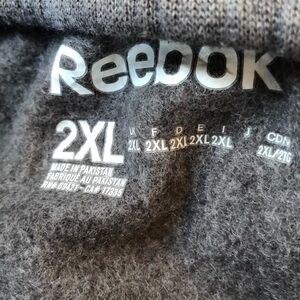 Reebok
2XL
F D E I J CDN
2XL 2XL 2XL 2XL 2XL 2XL/2TG
MADE IN PAKISTAN
FABRIQUÉ AU PAKISTAN